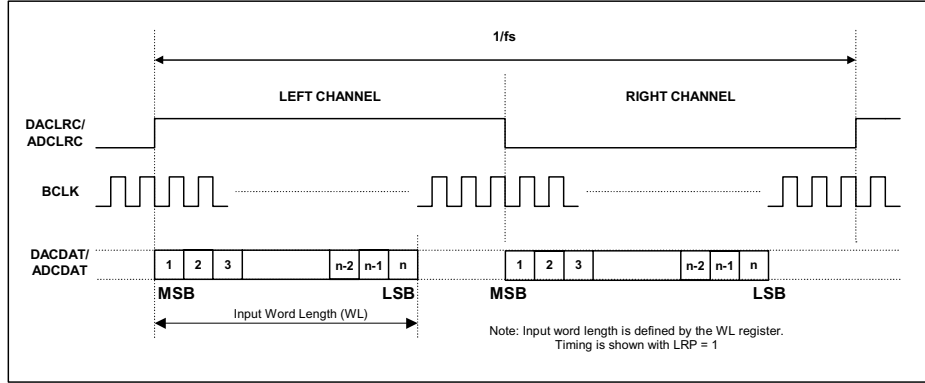 1/fs
LEFT CHANNEL
RIGHT CHANNEL
DACLRC/
ADCLRC
BCLK
DACDAT/
ADCDAT
1 2 3 n-2 n-1 n
1 2 3 n-2 n-1 n
MSB LSB MSB LSB
Input Word Length (WL)
Note: Input word length is defined by the WL register.
Timing is shown with LRP = 1